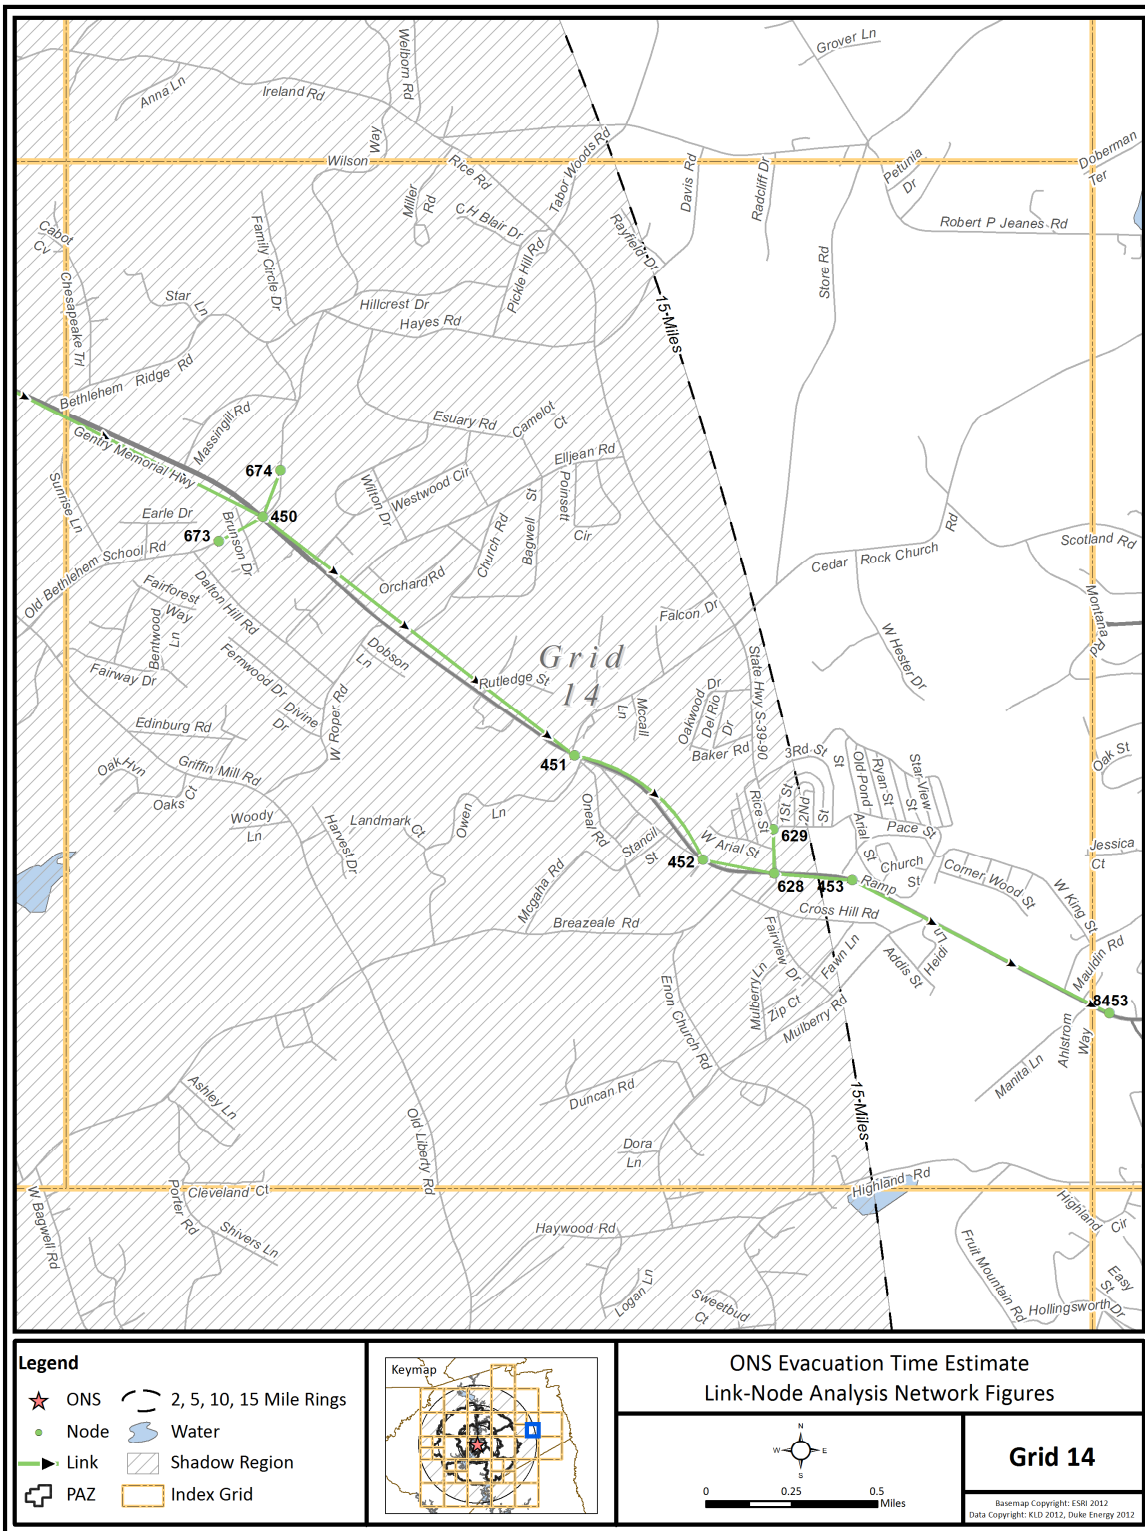 Grover Ln
Welborn Rd
Anna Ln
Ireland Rd
Wilson Way
Rice Rd
Tabor Woods Rd
Davis Rd
Radcliff Dr
Petunia Dr
Doberman Ter
Miller Rd
C H Blair Dr
Cabot Cv
Family Circle Dr
Rayfield Dr
Robert P Jeanes Rd
Pickle Hill Rd
Store Rd
Chesapeake Trl
Star Ln
Hillcrest Dr
Hayes Rd
15-Miles
Bethlehem Ridge Rd
Massingill Rd
Esuary Rd
Camelot Ct
Gentry Memorial Hwy
Elljean Rd
674
Sunrise Ln
Wilton Dr
Westwood Cir
Poinsett Cir
Bagwell St
Church Rd
450
Earle Dr
Brunson Dr
673
Old Bethlehem School Rd
Cedar Rock Church Rd
Scotland Rd
Orchard Rd
Fairforest Way
Dalton Hill Rd
Falcon Dr
Montana Rd
Bentwood Ln
W Hester Dr
Dobson Ln
Grid
14
Fernwood Dr
Fairway Dr
Rutledge St
State Hwy S-39-90
Divine Dr
W Roper Rd
Mccall Ln
Oakwood Dr
Del Rio Dr
Edinburg Rd
Baker Rd
3Rd St
Oak Hvn
Griffin Mill Rd
451
Old Pond St
Ryan St
Star View St
Oak St
Oaks Ct
Woody Ln
Harvest Dr
Landmark Ct
Owen Ln
Oneal Rd
Stancil St
Rice St
1St St
2Nd St
629
W Arial St
Arial St
Pace St
Jessica Ct
452
Church St
Corner Wood St
628
453
Ramp
W King St
Mcgaha Rd
Cross Hill Rd
Breazeale Rd
Fairview Dr
Fawn Ln
Addis St
Heidi Ln
Mauldin Rd
Enon Church Rd
Mulberry Ln
Zip Ct
Mulberry Rd
8453
Ahlstrom Way
Manita Ln
Ashley Ln
Duncan Rd
15-Miles
Old Liberty Rd
Dora Ln
Highland Rd
W Bagwell Rd
Porter Rd
Cleveland Ct
Highland Cir
Shivers Ln
Haywood Rd
Fruit Mountain Rd
Logan Ln
Sweetbud Ct
Easy St
Hollingsworth Dr
Legend
ONS
2, 5, 10, 15 Mile Rings
Node
Water
Link
Shadow Region
PAZ
Index Grid
Keymap
ONS Evacuation Time Estimate
Link-Node Analysis Network Figures
N
W E
S
0 0.25 0.5
Miles
Grid 14
Basemap Copyright: ESRI 2012
Data Copyright: KLD 2012, Duke Energy 2012